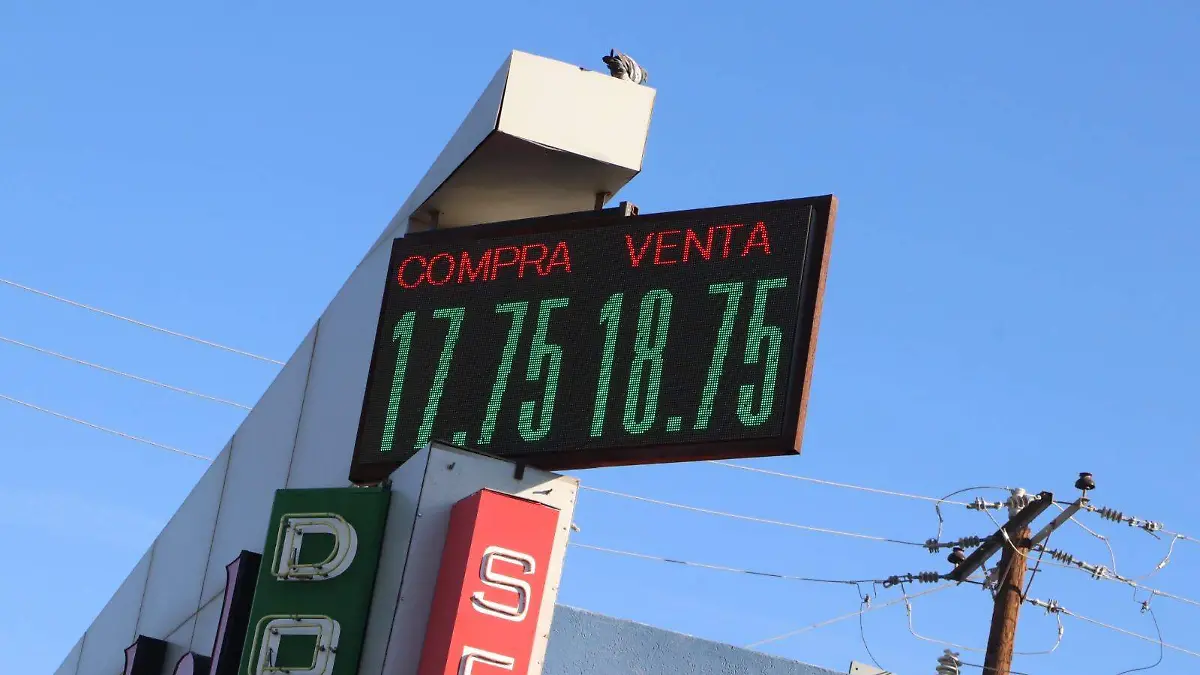 COMPRA VENTA
17.75 18.75
D
S